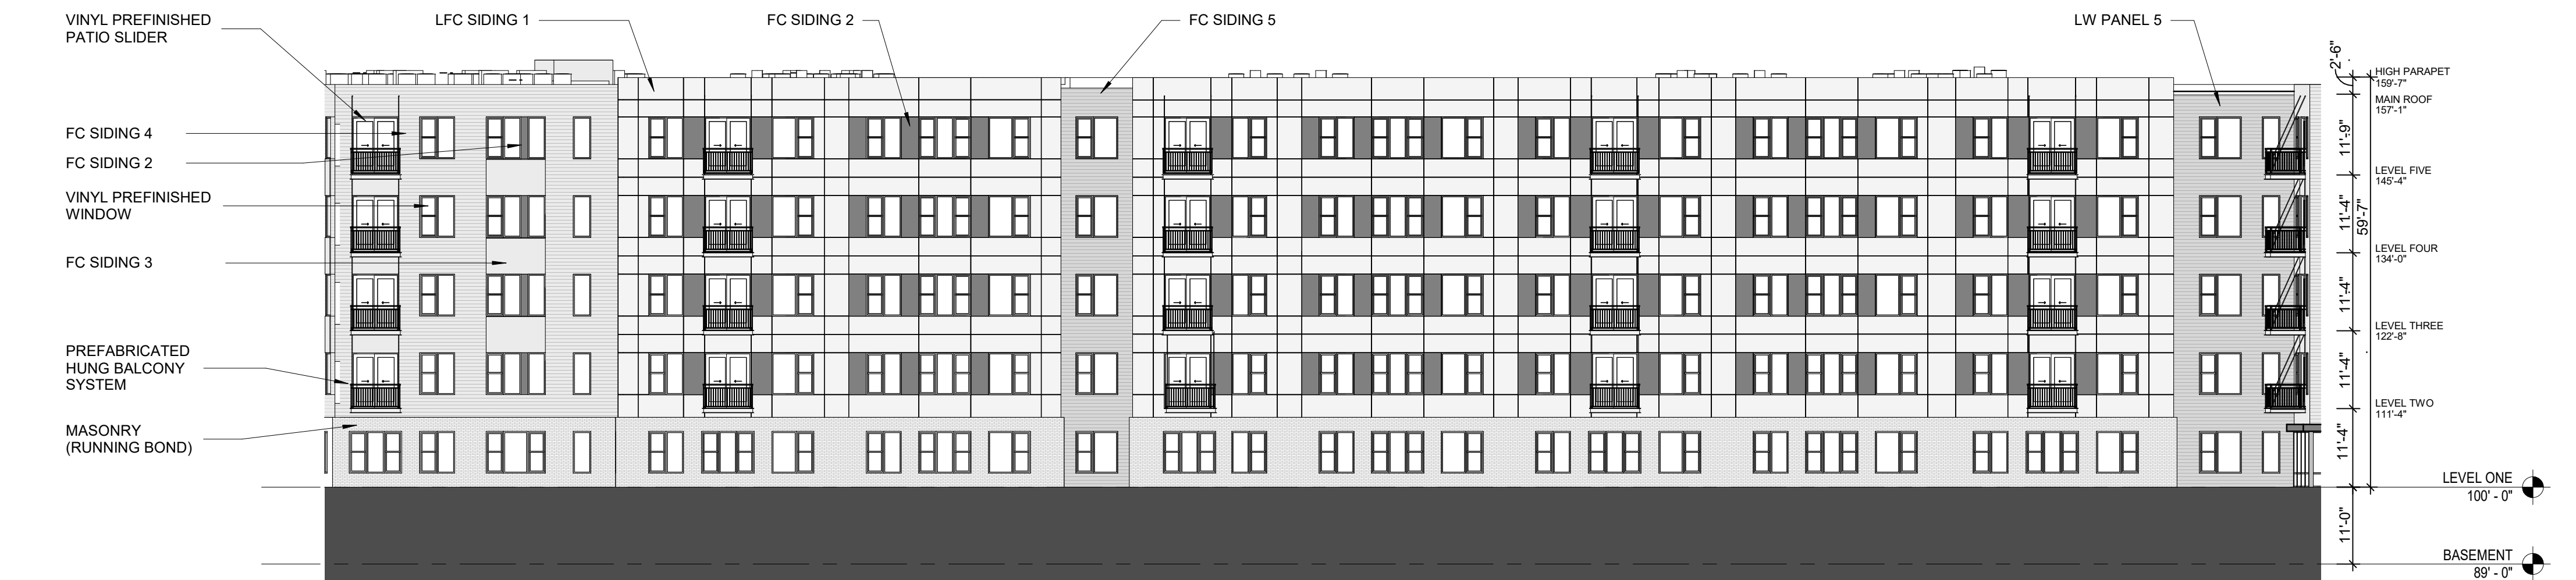 VINYL PREFINISHED
PATIO SLIDER
LFC SIDING 1
FC SIDING 2
FC SIDING 5
LW PANEL 5
FC SIDING 4
FC SIDING 2
VINYL PREFINISHED
WINDOW
FC SIDING 3
PREFABRICATED
HUNG BALCONY
SYSTEM
MASONRY
(RUNNING BOND)
2'-6"
11'-9"
11'-4"
11'-4"
11'-4"
11'-4"
11'-0"
59'-7"
HIGH PARAPET
159'-7"
MAIN ROOF
157'-1"
LEVEL FIVE
145'-4"
LEVEL FOUR
134'-0"
LEVEL THREE
122'-8"
LEVEL TWO
111'-4"
LEVEL ONE
100' - 0"
BASEMENT
89' - 0"